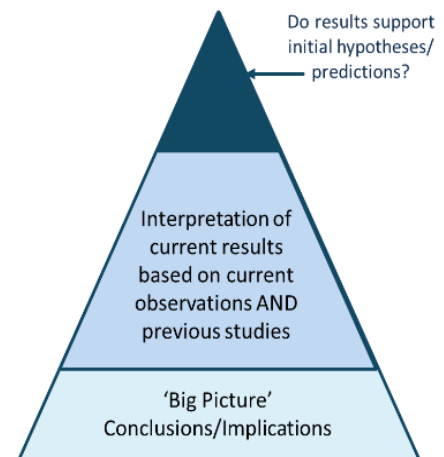 Do results support
initial hypotheses/
predictions?
Interpretation of
current results
based on current
observations AND
previous studies
‘Big Picture’
Conclusions/Implications